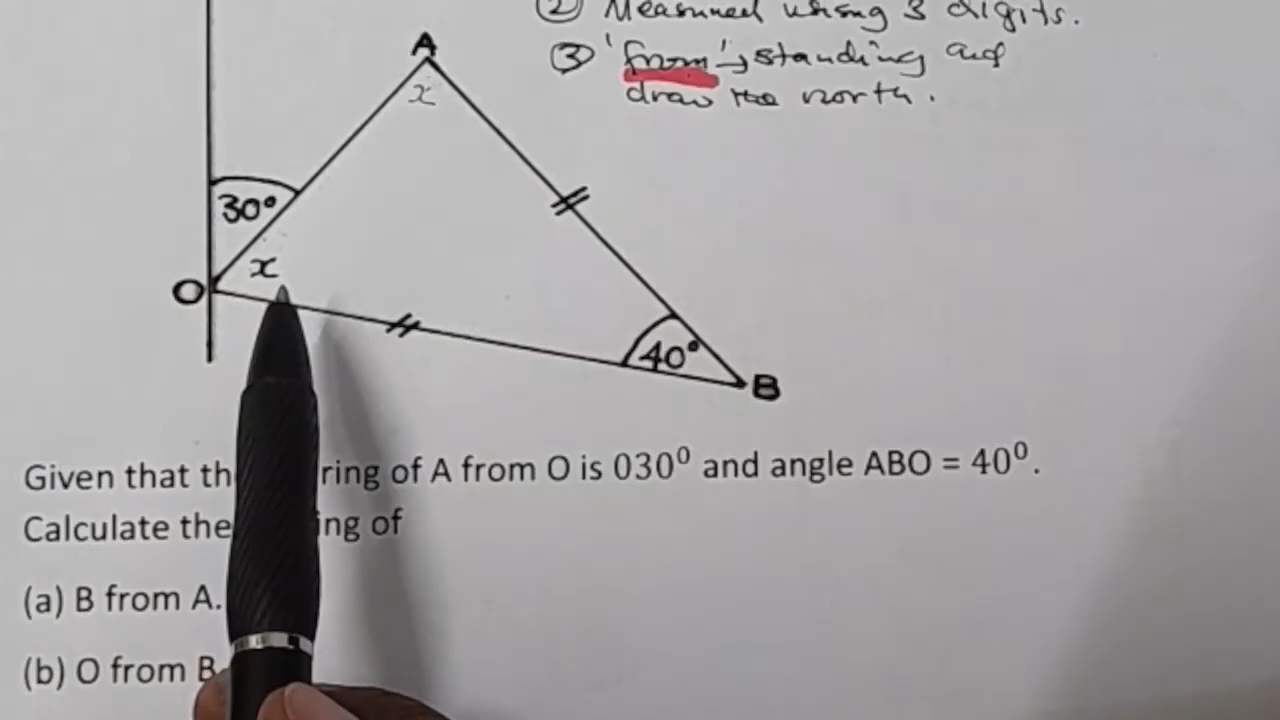 ② Measured using 3 digits.
③ 'from' → standing and
draw the north.
A
x
30°
x
O
40°
B
Given that th ring of A from O is 030⁰ and angle ABO = 40⁰.
Calculate the ing of
(a) B from A.
(b) O from B